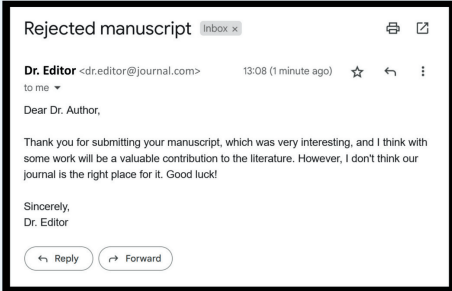 Rejected manuscript Inbox x
Dr. Editor <dr.editor@journal.com> 13:08 (1 minute ago)
to me
Dear Dr. Author,
Thank you for submitting your manuscript, which was very interesting, and I think with
some work will be a valuable contribution to the literature. However, I don't think our
journal is the right place for it. Good luck!
Sincerely,
Dr. Editor
Reply Forward